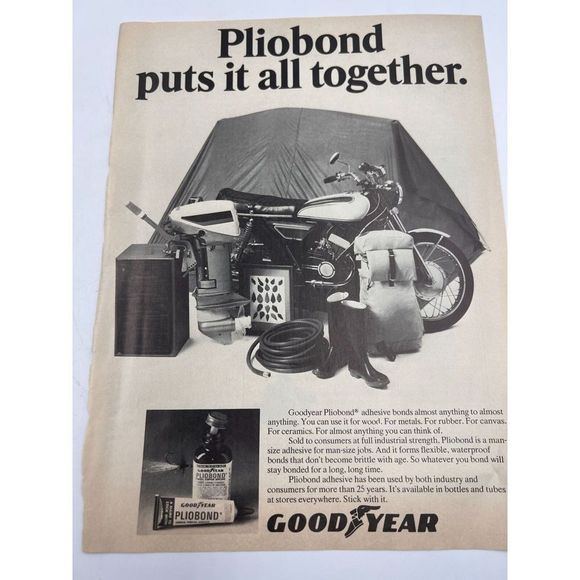 Pliobond
puts it all together.
Goodyear Pliobond® adhesive bonds almost anything to almost
anything. You can use it for wood. For metals. For rubber. For canvas.
For ceramics. For almost anything you can think of.
Sold to consumers at full industrial strength, Pliobond is a man-
size adhesive for man-size jobs. And it forms flexible, waterproof
bonds that don't become brittle with age. So whatever you bond will
stay bonded for a long, long time.
Pliobond adhesive has been used by both industry and
consumers for more than 25 years. It's available in bottles and tubes
at stores everywhere. Stick with it.
GOODYEAR
PLIOBOND
GOODYEAR
PLIOBOND
GOODYEAR